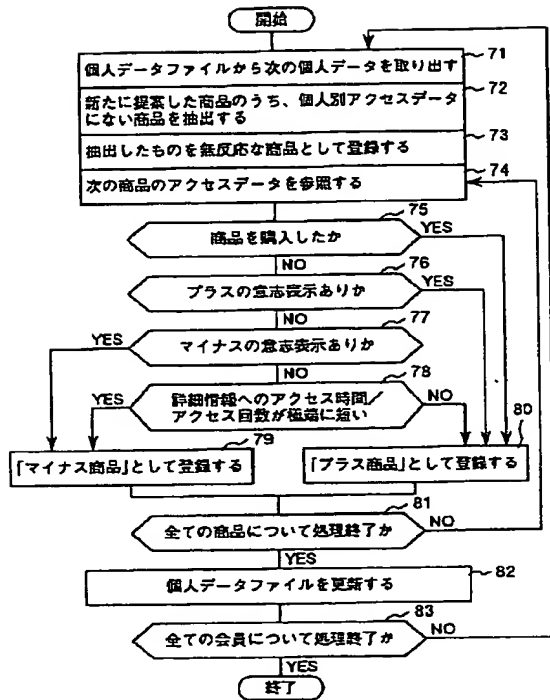 開始
71
個人データファイルから次の個人データを取り出す
72
新たに提案した商品のうち、個人別アクセスデータ
にない商品を抽出する
73
抽出したものを無反応な商品として登録する
74
次の商品のアクセスデータを参照する
75
商品を購入したか
YES
NO
76
プラスの意志表示ありか
YES
NO
77
YES
マイナスの意志表示ありか
NO
78
YES
詳細情報へのアクセス時間/
アクセス回数が極端に短い
NO
79
80
「マイナス商品」として登録する
「プラス商品」として登録する
81
全ての商品について処理終了か
NO
YES
82
個人データファイルを更新する
83
全ての会員について処理終了か
NO
YES
終了